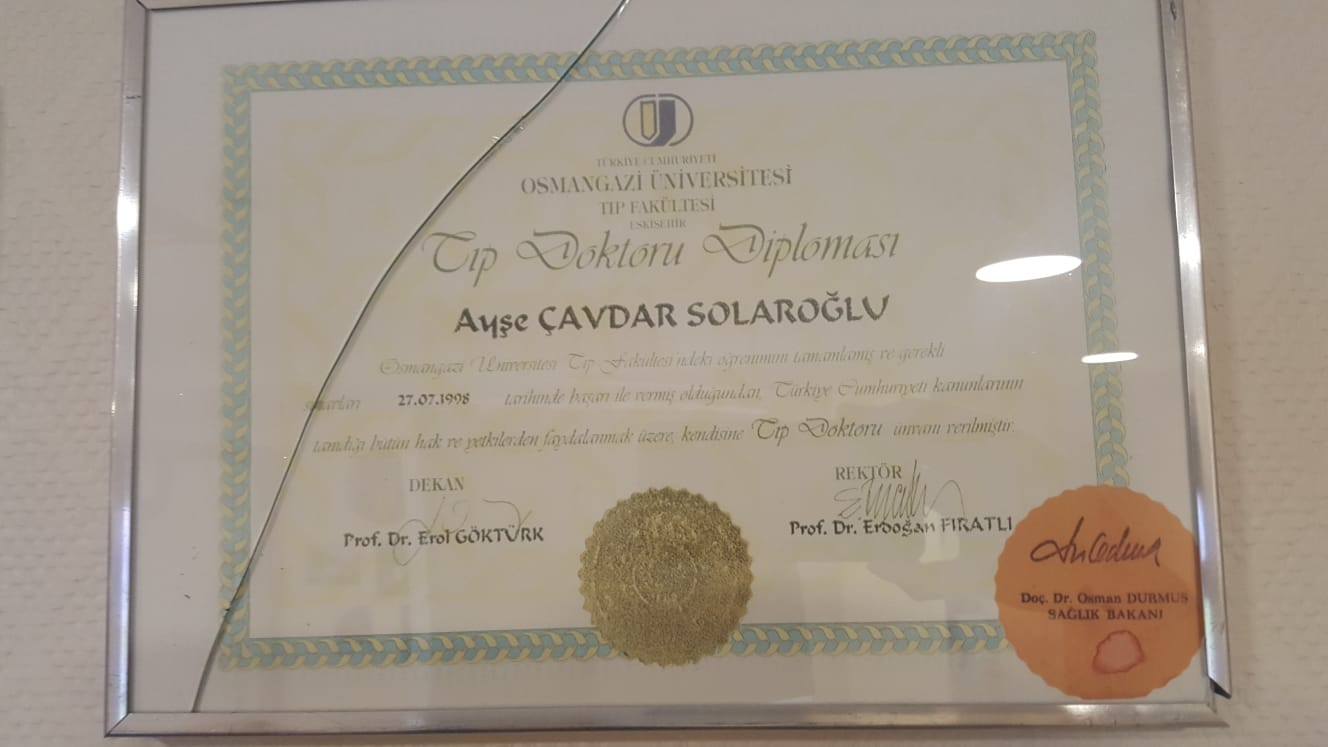 TÜRKİYE CUMHURİYETİ
OSMANGAZİ ÜNİVERSİTESİ
TIP FAKÜLTESİ
ESKİŞEHİR
Tıp Doktoru Diploması
Ayşe ÇAVDAR SOLAROĞLU
Osmangazi Üniversitesi Tıp Fakültesi'ndeki öğrenimini tamamlamış ve gerekli
sınavları 27.07.1998 tarihinde başarı ile vermiş olduğundan, Türkiye Cumhuriyeti kanunlarının
tanıdığı bütün hak ve yetkilerden faydalanmak üzere, kendisine Tıp Doktoru unvanı verilmiştir.
DEKAN
Prof. Dr. Erol GÖKTÜRK
REKTÖR
Prof. Dr. Erdoğan FIRATLI
Doç. Dr. Osman DURMUŞ
SAĞLIK BAKANI